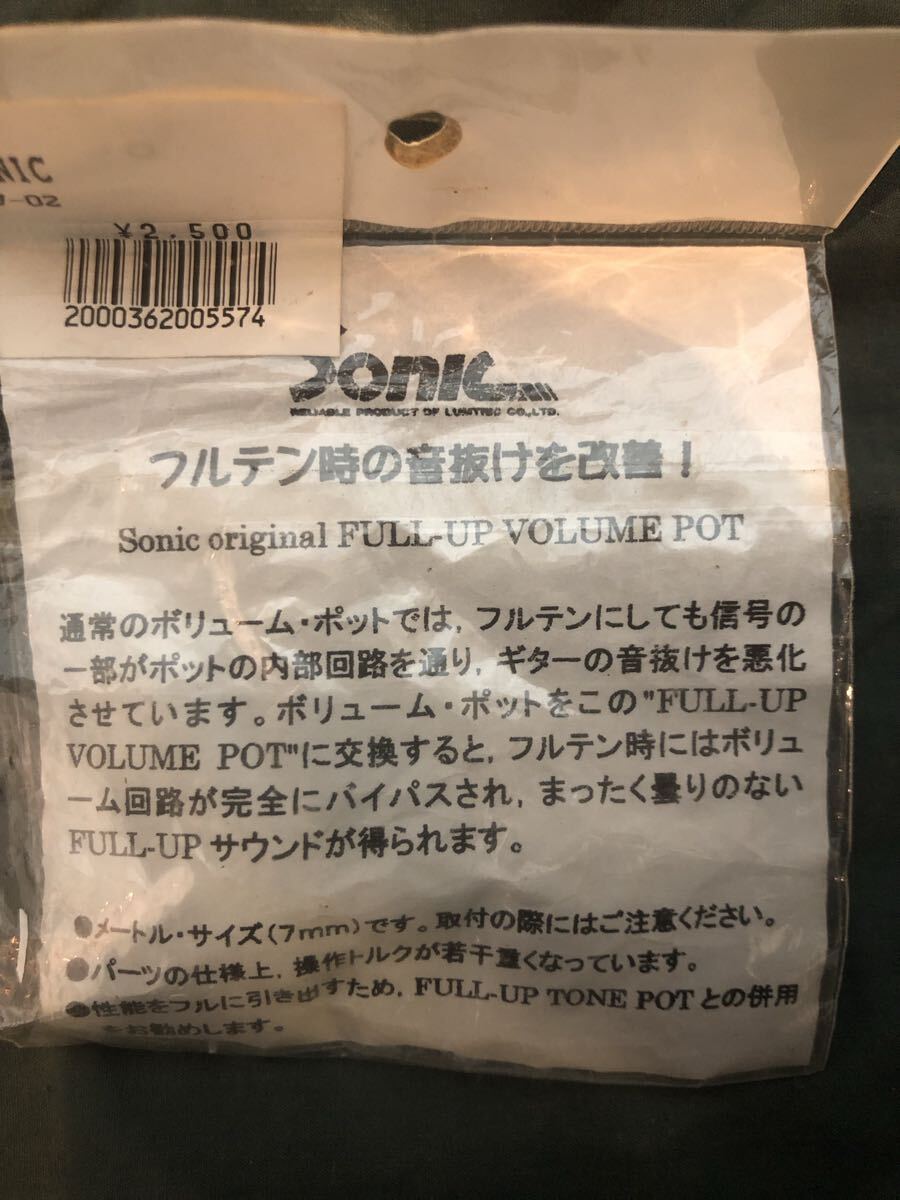 NIC
-02
¥2,500
2000362005574
Sonic
RELIABLE PRODUCT OF LUMTRIC CO.,LTD.
フルテン時の音抜けを改善！
Sonic original FULL-UP VOLUME POT
通常のボリューム・ポットでは，フルテンにしても信号の
一部がポットの内部回路を通り，ギターの音抜けを悪化
させています。ボリューム・ポットをこの"FULL-UP
VOLUME POT"に交換すると，フルテン時にはボリュ
ーム回路が完全にバイパスされ，まったく曇りのない
FULL-UPサウンドが得られます。
●メートル・サイズ(7mm)です。取付の際にはご注意ください。
●パーツの仕様上，操作トルクが若干重くなっています。
●性能をフルに引き出すため，FULL-UP TONE POTとの併用
をお勧めします。